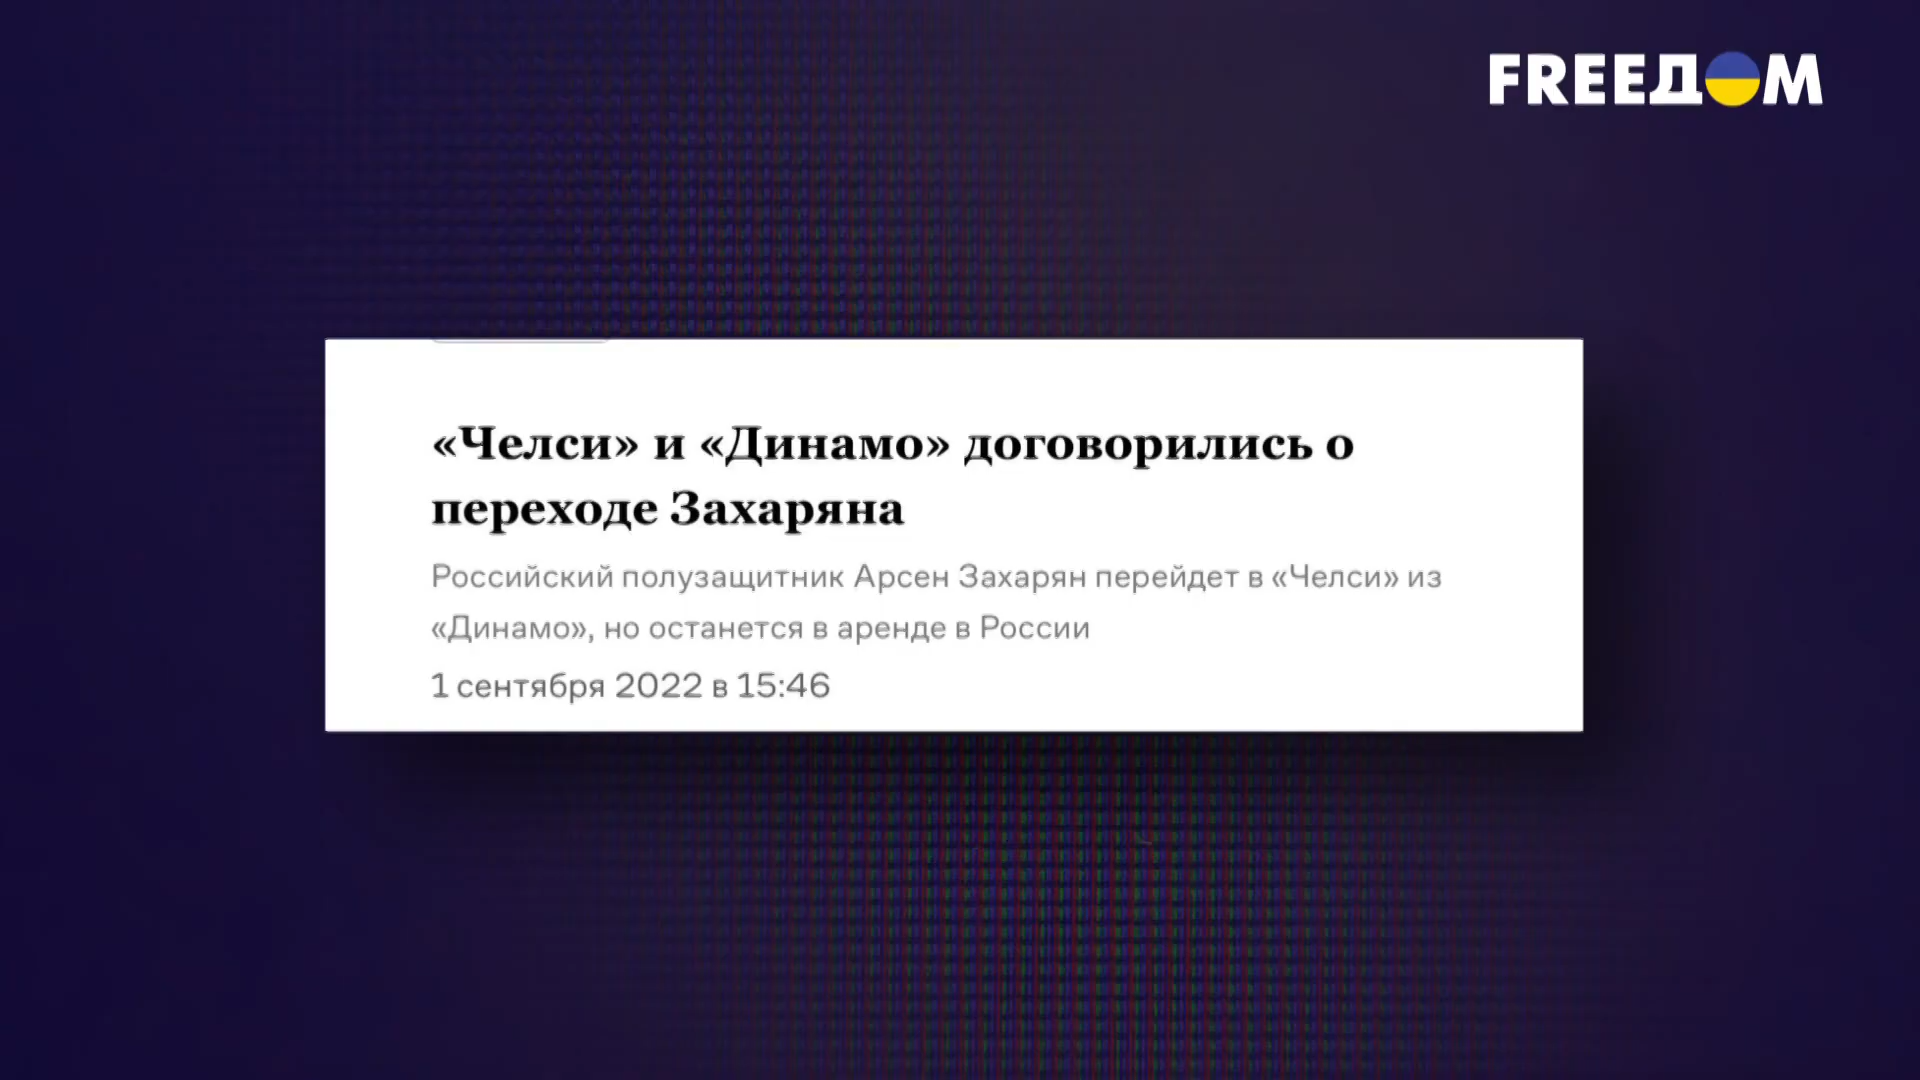 FREEДOM
«Челси» и «Динамо» договорились о
переходе Захаряна
Российский полузащитник Арсен Захарян перейдет в «Челси» из
«Динамо», но останется в аренде в России
1 сентября 2022 в 15:46